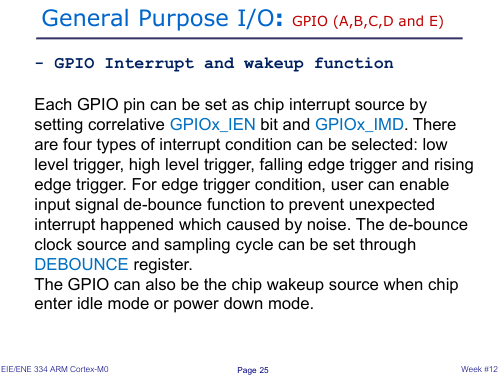 General Purpose I/O: GPIO (A,B,C,D and E)
- GPIO Interrupt and wakeup function
Each GPIO pin can be set as chip interrupt source by
setting correlative GPIOx_IEN bit and GPIOx_IMD. There
are four types of interrupt condition can be selected: low
level trigger, high level trigger, falling edge trigger and rising
edge trigger. For edge trigger condition, user can enable
input signal de-bounce function to prevent unexpected
interrupt happened which caused by noise. The de-bounce
clock source and sampling cycle can be set through
DEBOUNCE register.
The GPIO can also be the chip wakeup source when chip
enter idle mode or power down mode.
EIE/ENE 334 ARM Cortex-M0 Page 25 Week #12